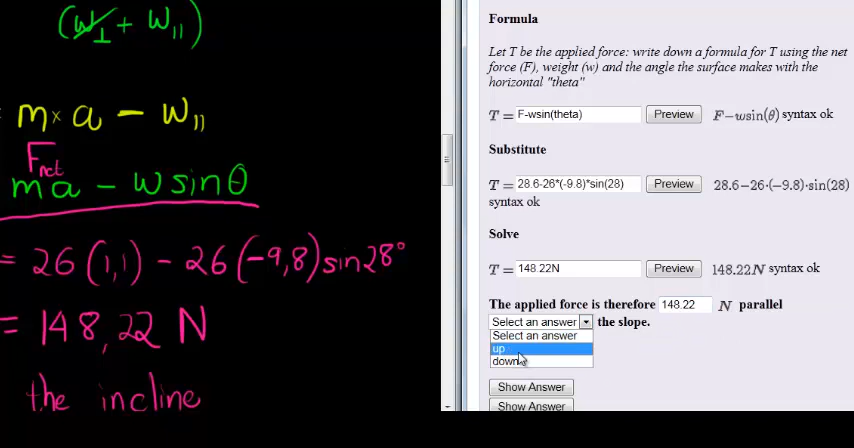 (w⊥ + w||)
m × a − w||
Fnet
ma − w sinθ
= 26 (1,1) − 26 (−9,8) sin28°
= 148,22 N
the incline
Formula
Let T be the applied force: write down a formula for T using the net
force (F), weight (w) and the angle the surface makes with the
horizontal "theta"
T = F-wsin(theta) Preview F−wsin(θ) syntax ok
Substitute
T = 28.6-26*(-9.8)*sin(28) Preview 28.6−26·(−9.8)·sin(28)
syntax ok
Solve
T = 148.22N Preview 148.22N syntax ok
The applied force is therefore 148.22 N parallel
Select an answer the slope.
Select an answer
up
down
Show Answer
Show Answer